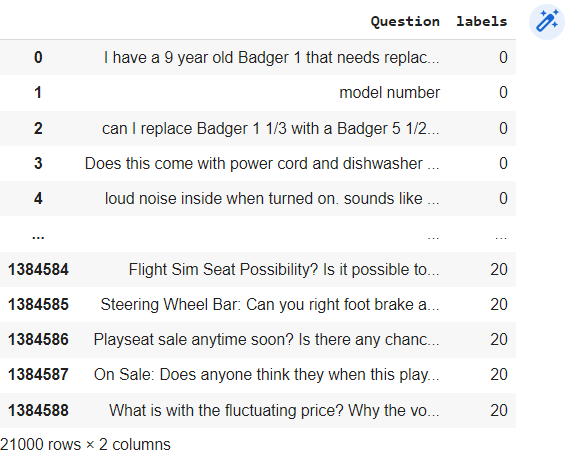 Question labels
0 I have a 9 year old Badger 1 that needs replac... 0
1 model number 0
2 can I replace Badger 1 1/3 with a Badger 5 1/2... 0
3 Does this come with power cord and dishwasher ... 0
4 loud noise inside when turned on. sounds like ... 0
... ... ...
1384584 Flight Sim Seat Possibility? Is it possible to... 20
1384585 Steering Wheel Bar: Can you right foot brake a... 20
1384586 Playseat sale anytime soon? Is there any chanc... 20
1384587 On Sale: Does anyone think they when this play... 20
1384588 What is with the fluctuating price? Why the vo... 20
21000 rows × 2 columns